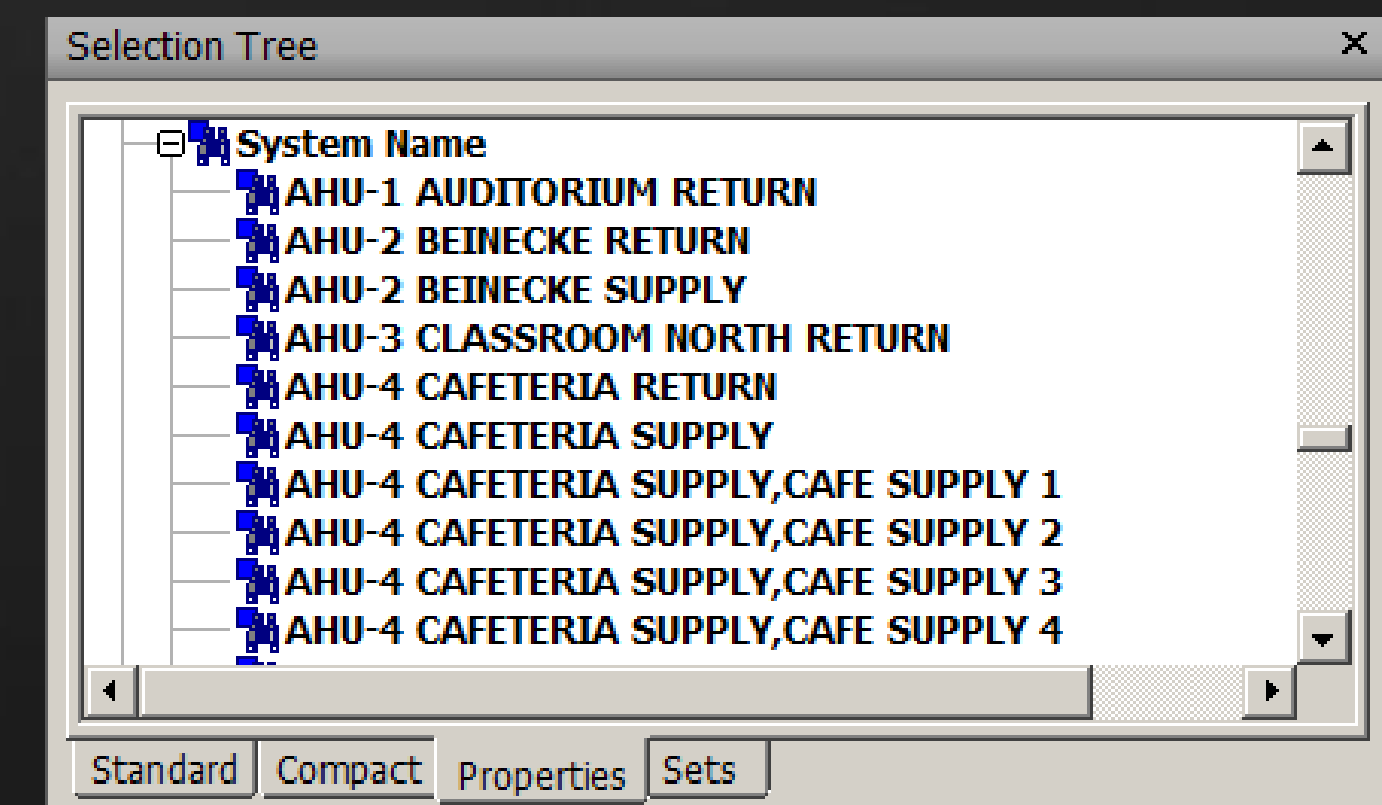 Selection Tree
System Name
AHU-1 AUDITORIUM RETURN
AHU-2 BEINECKE RETURN
AHU-2 BEINECKE SUPPLY
AHU-3 CLASSROOM NORTH RETURN
AHU-4 CAFETERIA RETURN
AHU-4 CAFETERIA SUPPLY
AHU-4 CAFETERIA SUPPLY,CAFE SUPPLY 1
AHU-4 CAFETERIA SUPPLY,CAFE SUPPLY 2
AHU-4 CAFETERIA SUPPLY,CAFE SUPPLY 3
AHU-4 CAFETERIA SUPPLY,CAFE SUPPLY 4
Standard Compact Properties Sets